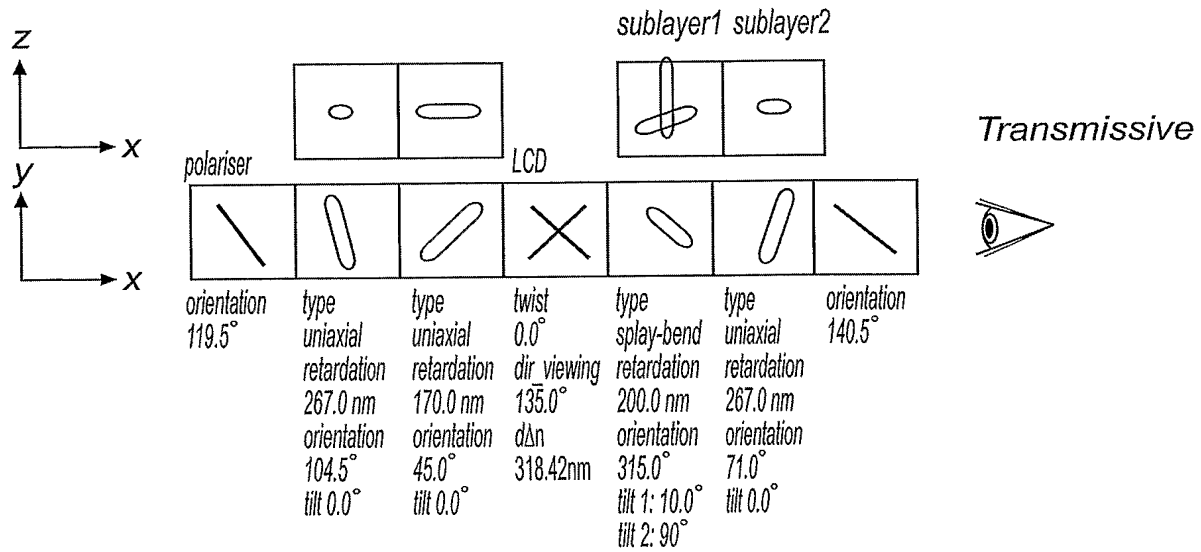 sublayer1 sublayer2
z
x
Transmissive
polariser
LCD
y
x
orientation
119.5°
type
uniaxial
retardation
267.0 nm
orientation
104.5°
tilt 0.0°
type
uniaxial
retardation
170.0 nm
orientation
45.0°
tilt 0.0°
twist
0.0°
dir_viewing
135.0°
dΔn
318.42nm
type
splay-bend
retardation
200.0 nm
orientation
315.0°
tilt 1: 10.0°
tilt 2: 90°
type
uniaxial
retardation
267.0 nm
orientation
71.0°
tilt 0.0°
orientation
140.5°